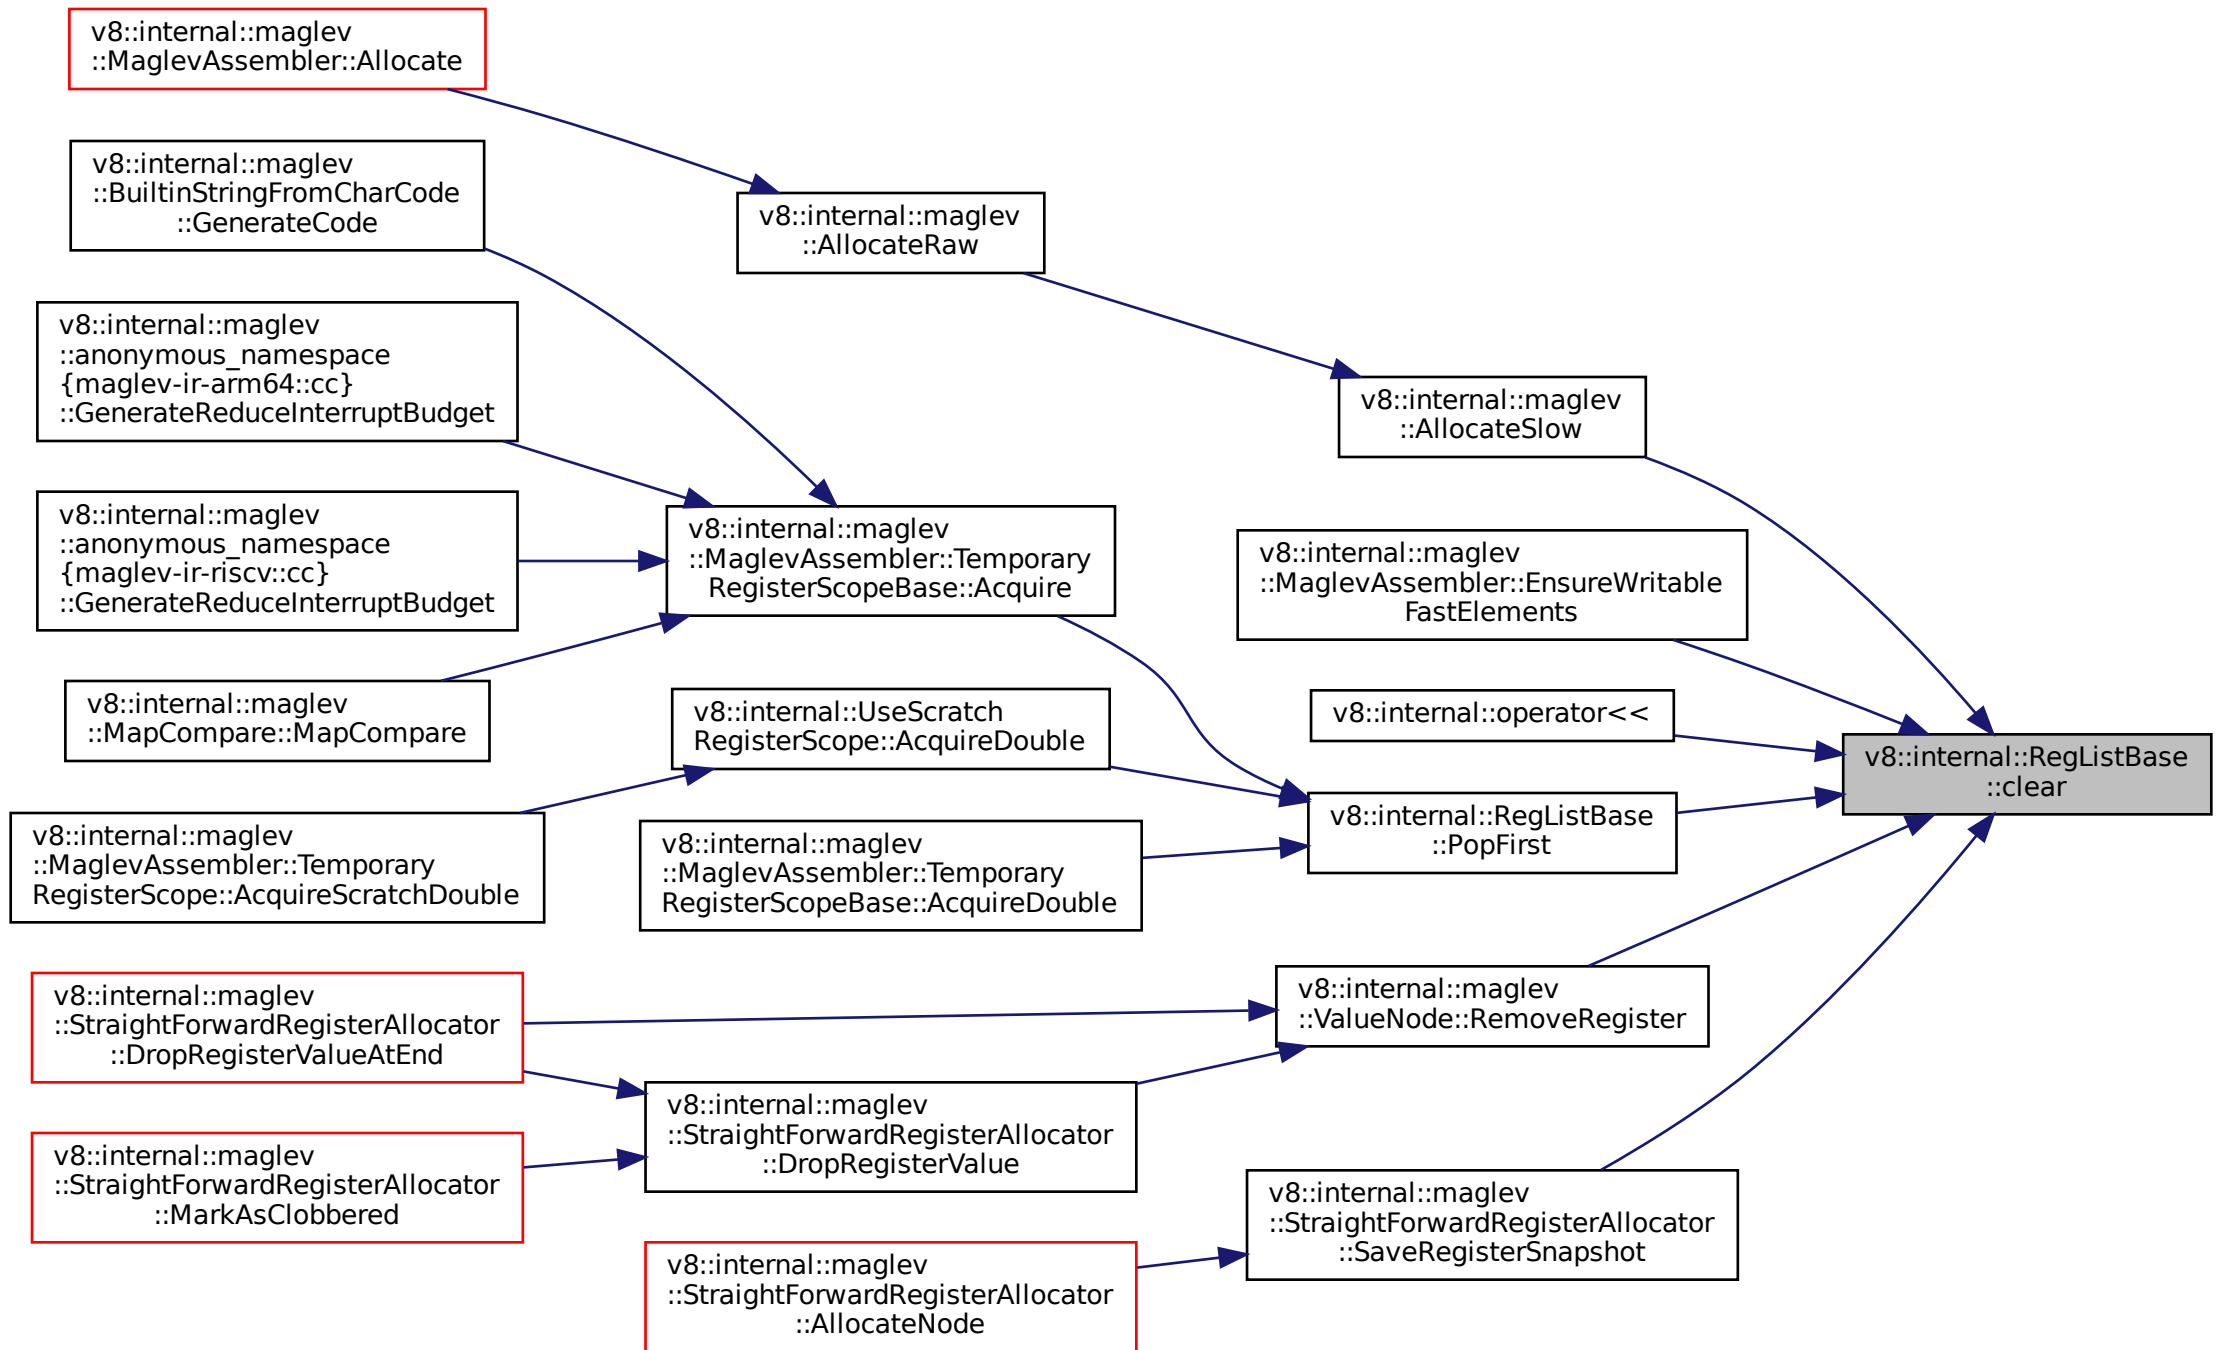 v8::internal::maglev
::MaglevAssembler::Allocate
v8::internal::maglev
::BuiltinStringFromCharCode
::GenerateCode
v8::internal::maglev
::AllocateRaw
v8::internal::maglev
::anonymous_namespace
{maglev-ir-arm64::cc}
::GenerateReduceInterruptBudget
v8::internal::maglev
::AllocateSlow
v8::internal::maglev
::anonymous_namespace
{maglev-ir-riscv::cc}
::GenerateReduceInterruptBudget
v8::internal::maglev
::MaglevAssembler::Temporary
RegisterScopeBase::Acquire
v8::internal::maglev
::MaglevAssembler::EnsureWritable
FastElements
v8::internal::maglev
::MapCompare::MapCompare
v8::internal::UseScratch
RegisterScope::AcquireDouble
v8::internal::operator<<
v8::internal::RegListBase
::clear
v8::internal::maglev
::MaglevAssembler::Temporary
RegisterScope::AcquireScratchDouble
v8::internal::maglev
::MaglevAssembler::Temporary
RegisterScopeBase::AcquireDouble
v8::internal::RegListBase
::PopFirst
v8::internal::maglev
::StraightForwardRegisterAllocator
::DropRegisterValueAtEnd
v8::internal::maglev
::ValueNode::RemoveRegister
v8::internal::maglev
::StraightForwardRegisterAllocator
::DropRegisterValue
v8::internal::maglev
::StraightForwardRegisterAllocator
::MarkAsClobbered
v8::internal::maglev
::StraightForwardRegisterAllocator
::SaveRegisterSnapshot
v8::internal::maglev
::StraightForwardRegisterAllocator
::AllocateNode